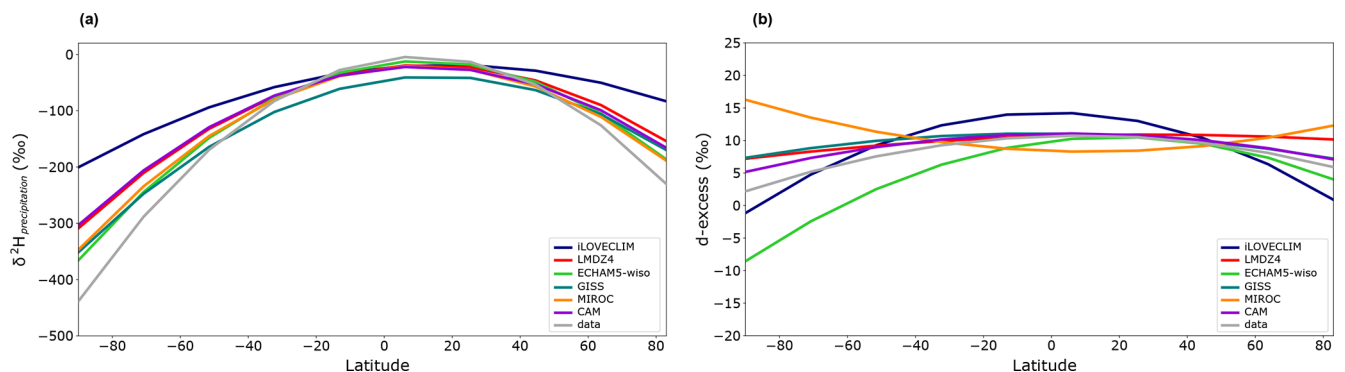 (a)
δ ²H precipitation (‰)
0
−100
−200
−300
−400
−500
−80
−60
−40
−20
0
20
40
60
80
Latitude
iLOVECLIM
LMDZ4
ECHAM5-wiso
GISS
MIROC
CAM
data
(b)
d-excess (‰)
25
20
15
10
5
0
−5
−10
−15
−20
−80
−60
−40
−20
0
20
40
60
80
Latitude
iLOVECLIM
LMDZ4
ECHAM5-wiso
GISS
MIROC
CAM
data